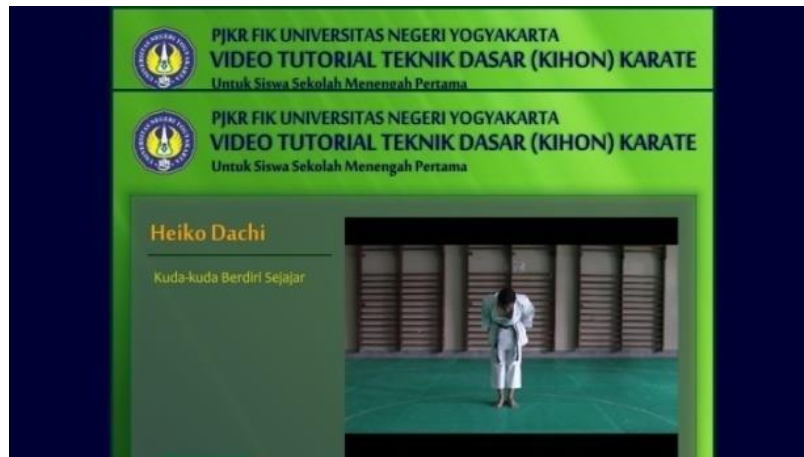 PJKR FIK UNIVERSITAS NEGERI YOGYAKARTA
VIDEO TUTORIAL TEKNIK DASAR (KIHON) KARATE
Untuk Siswa Sekolah Menengah Pertama
PJKR FIK UNIVERSITAS NEGERI YOGYAKARTA
VIDEO TUTORIAL TEKNIK DASAR (KIHON) KARATE
Untuk Siswa Sekolah Menengah Pertama
Heiko Dachi
Kuda-kuda Berdiri Sejajar